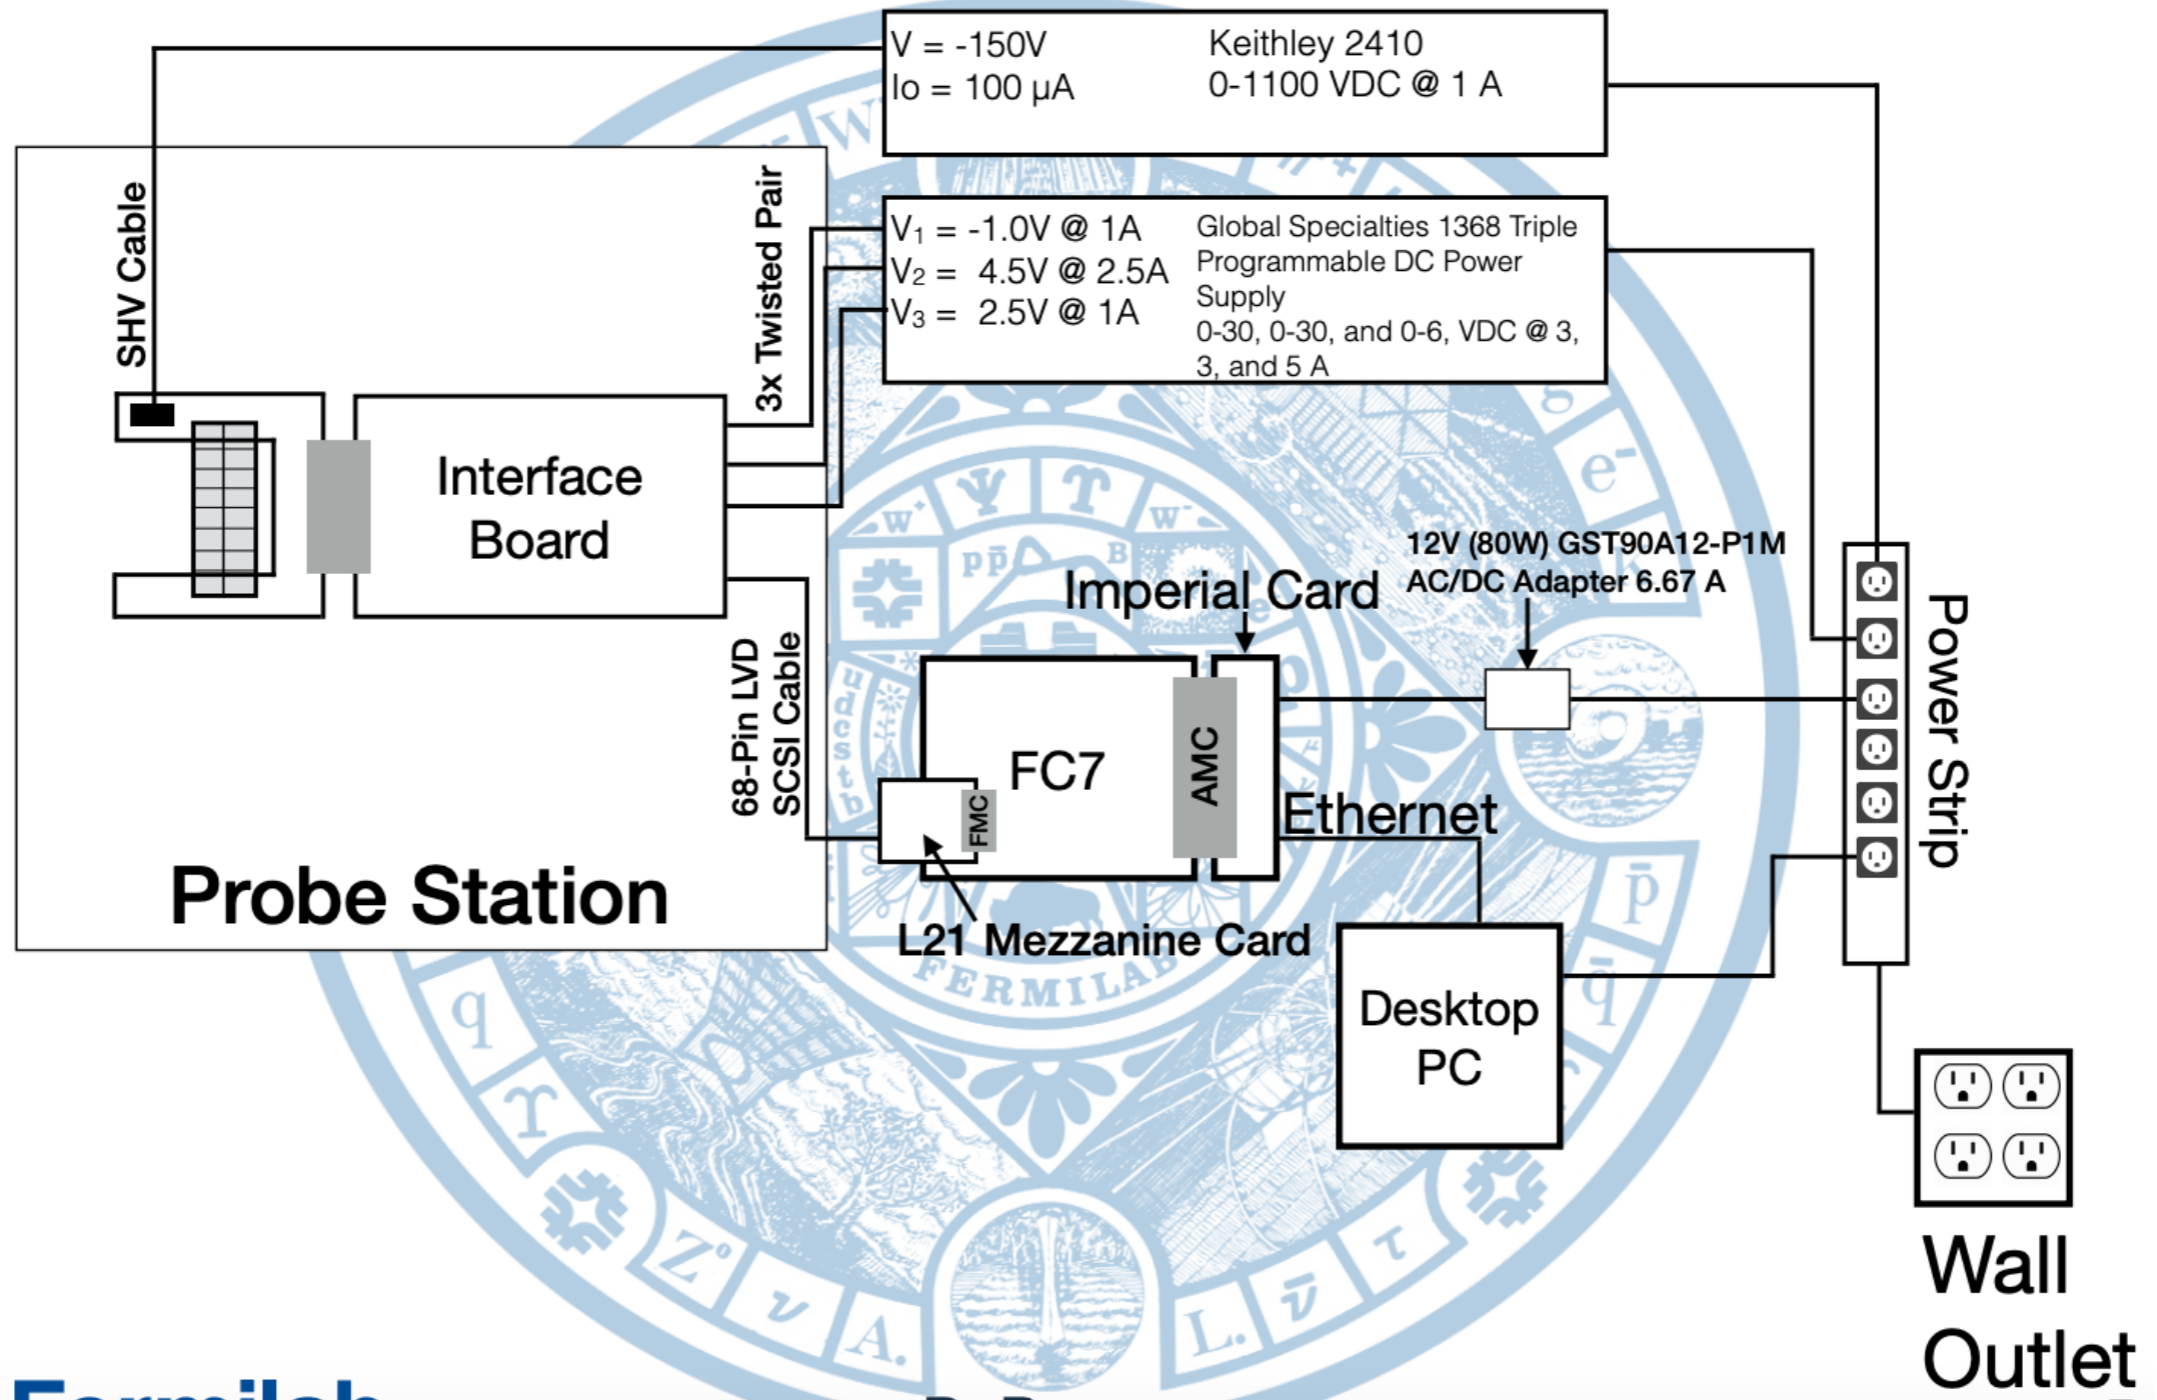 V = -150V
Io = 100 µA
Keithley 2410
0-1100 VDC @ 1 A
SHV Cable
3x Twisted Pair
V₁ = -1.0V @ 1A
V₂ = 4.5V @ 2.5A
V₃ = 2.5V @ 1A
Global Specialties 1368 Triple
Programmable DC Power
Supply
0-30, 0-30, and 0-6, VDC @ 3,
3, and 5 A
Interface
Board
12V (80W) GST90A12-P1M
AC/DC Adapter 6.67 A
Imperial Card
68-Pin LVD
SCSI Cable
FC7
AMC
FMC
Ethernet
Power Strip
Probe Station
L21 Mezzanine Card
Desktop
PC
Wall
Outlet
W
π+
g
e⁻
k
W⁺
Ψ
ϒ
W⁻
pp̄
B
e
u
d
c
s
t
b
p
μ
FERMILAB
p̄
q̄
q
ϒ
Z⁰
ν
A.
L.
ν̄
τ
Fermilab